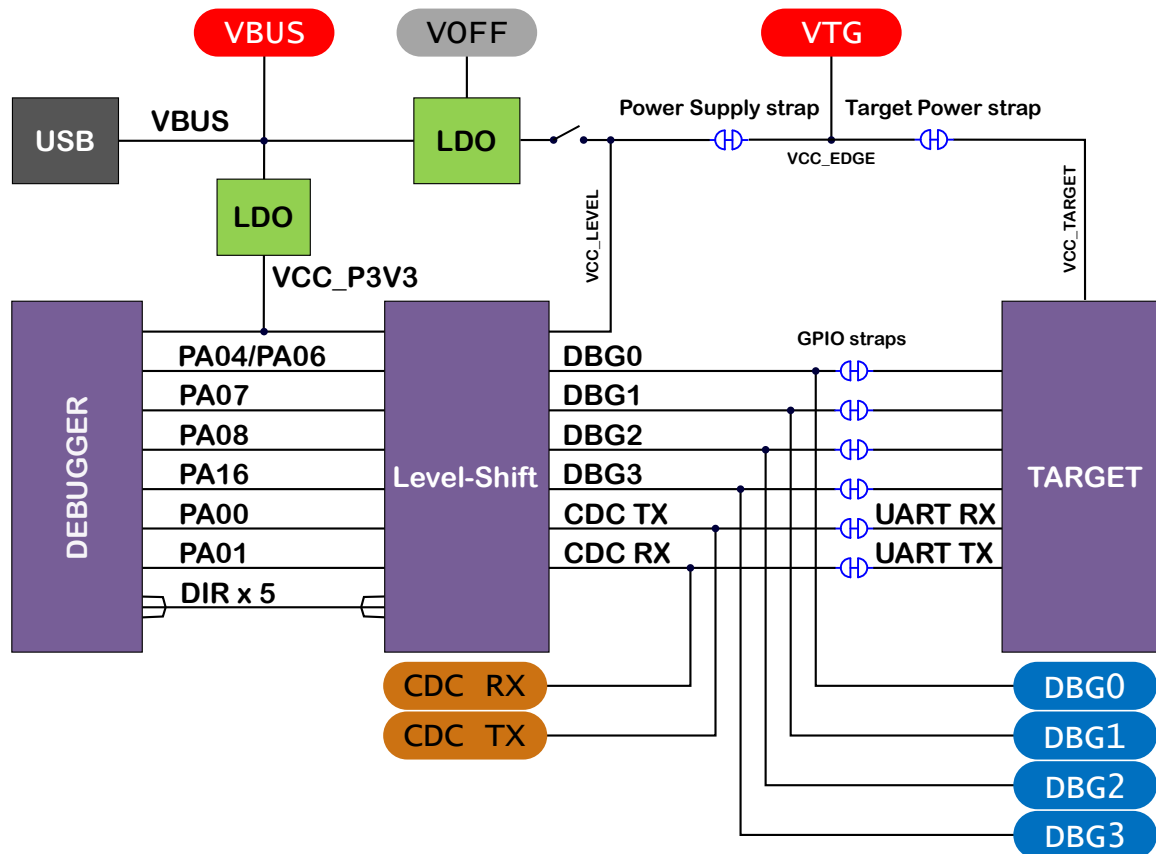 VBUS
VOFF
VTG
USB
VBUS
LDO
Power Supply strap
Target Power strap
VCC_EDGE
LDO
VCC_LEVEL
VCC_TARGET
VCC_P3V3
DEBUGGER
Level-Shift
TARGET
GPIO straps
PA04/PA06
DBG0
PA07
DBG1
PA08
DBG2
PA16
DBG3
PA00
CDC TX
UART RX
PA01
CDC RX
UART TX
DIR x 5
CDC RX
DBG0
CDC TX
DBG1
DBG2
DBG3